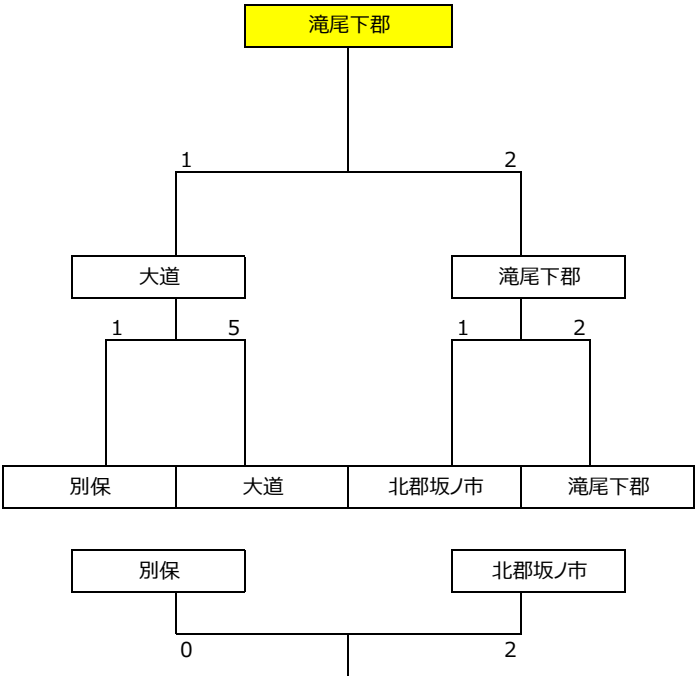 滝尾下郡
1 2
大道 滝尾下郡
1 5 1 2
別保 大道 北郡坂ノ市 滝尾下郡
別保 北郡坂ノ市
0 2